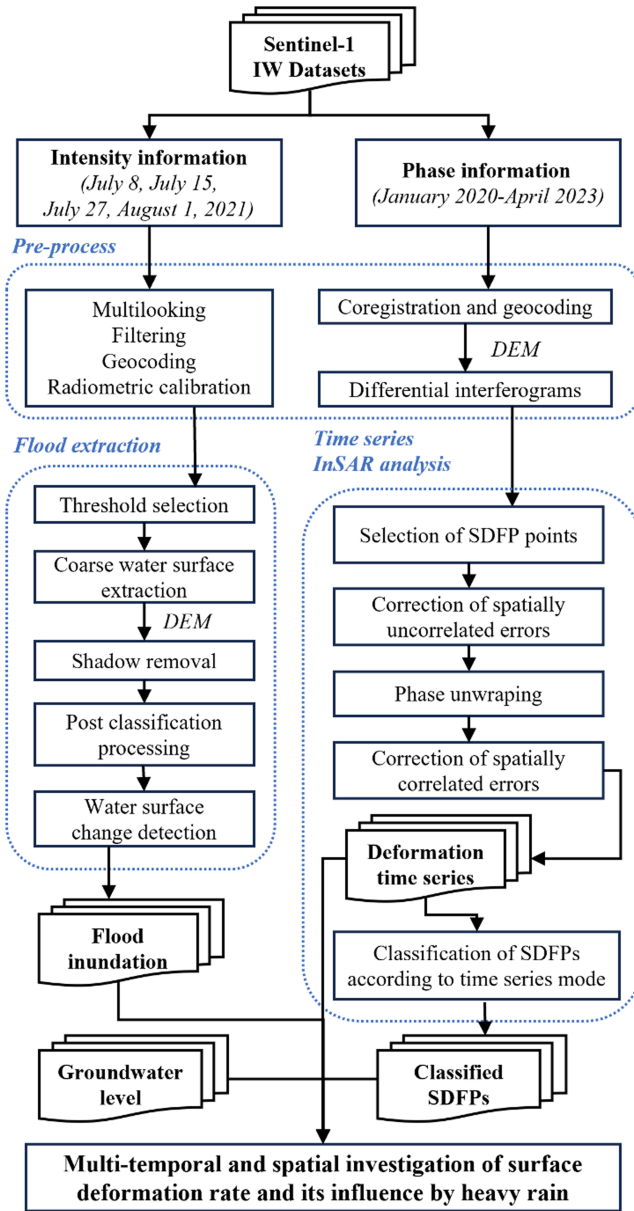 Sentinel-1
IW Datasets
Intensity information
(July 8, July 15,
July 27, August 1, 2021)
Phase information
(January 2020-April 2023)
Pre-process
Multilooking
Filtering
Geocoding
Radiometric calibration
Coregistration and geocoding
DEM
Differential interferograms
Flood extraction
Threshold selection
Coarse water surface
extraction
DEM
Shadow removal
Post classification
processing
Water surface
change detection
Flood
inundation
Time series
InSAR analysis
Selection of SDFP points
Correction of spatially
uncorrelated errors
Phase unwraping
Correction of spatially
correlated errors
Deformation
time series
Classification of SDFPs
according to time series mode
Groundwater
level
Classified
SDFPs
Multi-temporal and spatial investigation of surface
deformation rate and its influence by heavy rain